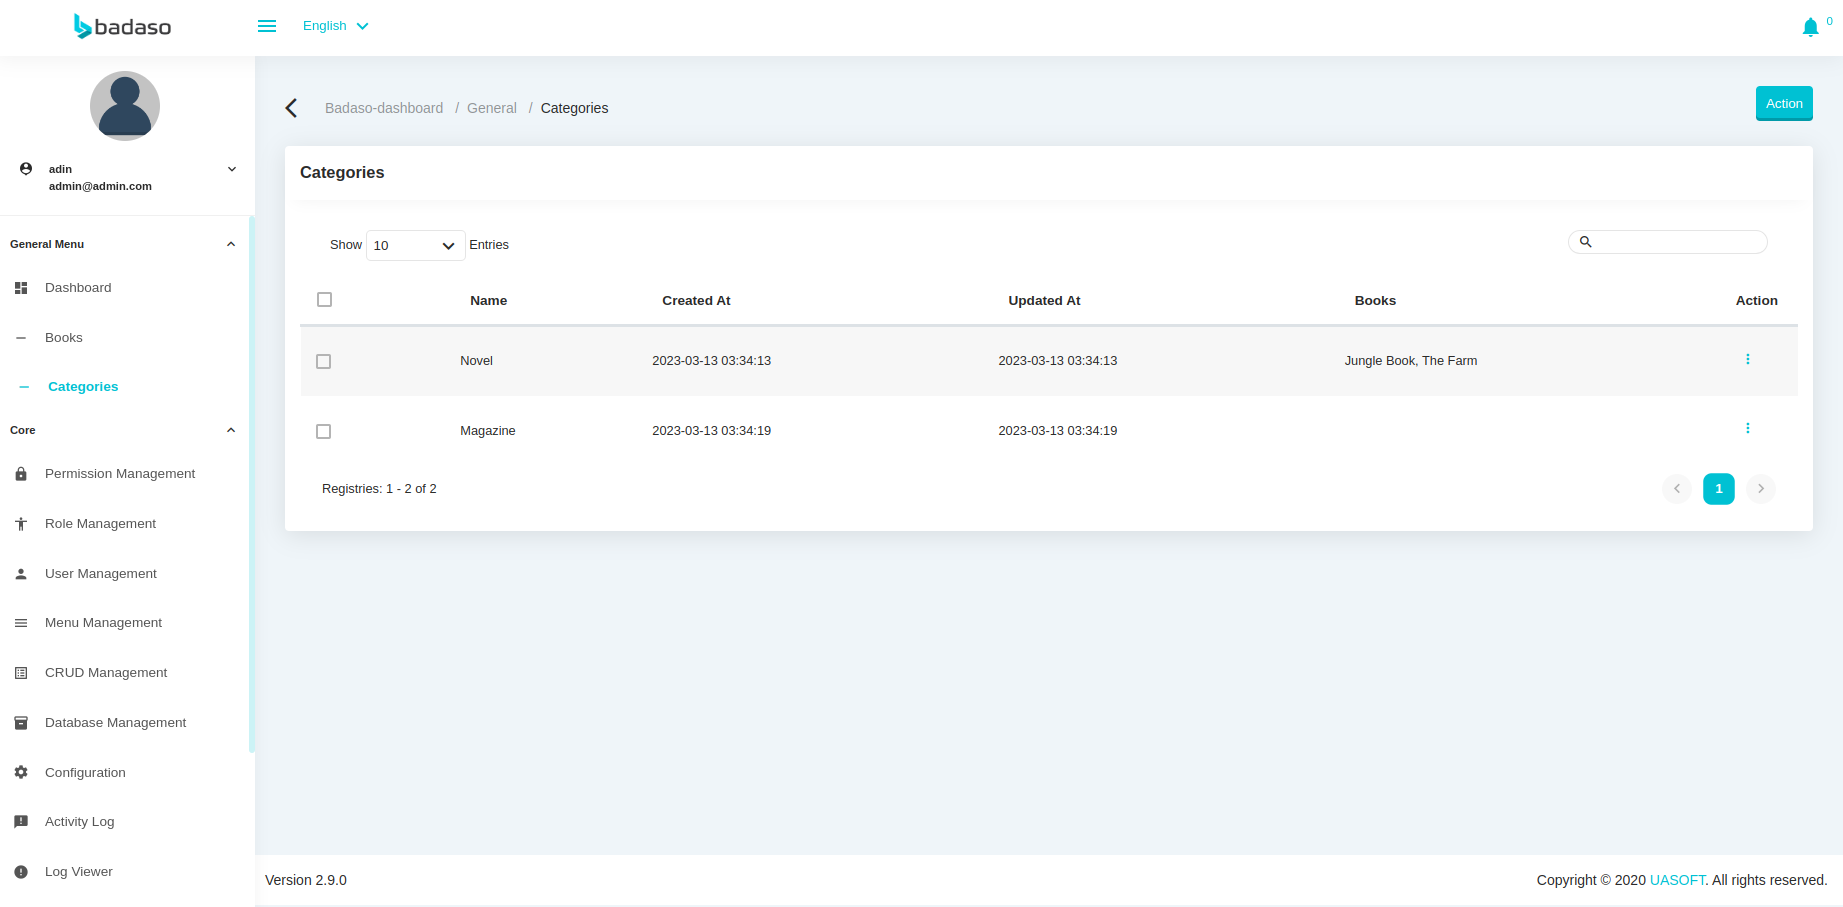 badaso
English
0
adin
admin@admin.com
General Menu
Dashboard
Books
Categories
Core
Permission Management
Role Management
User Management
Menu Management
CRUD Management
Database Management
Configuration
Activity Log
Log Viewer
Badaso-dashboard / General / Categories
Action
Categories
Show 10 Entries
Name Created At Updated At Books Action
Novel 2023-03-13 03:34:13 2023-03-13 03:34:13 Jungle Book, The Farm
Magazine 2023-03-13 03:34:19 2023-03-13 03:34:19
Registries: 1 - 2 of 2
1
Version 2.9.0
Copyright © 2020 UASOFT. All rights reserved.